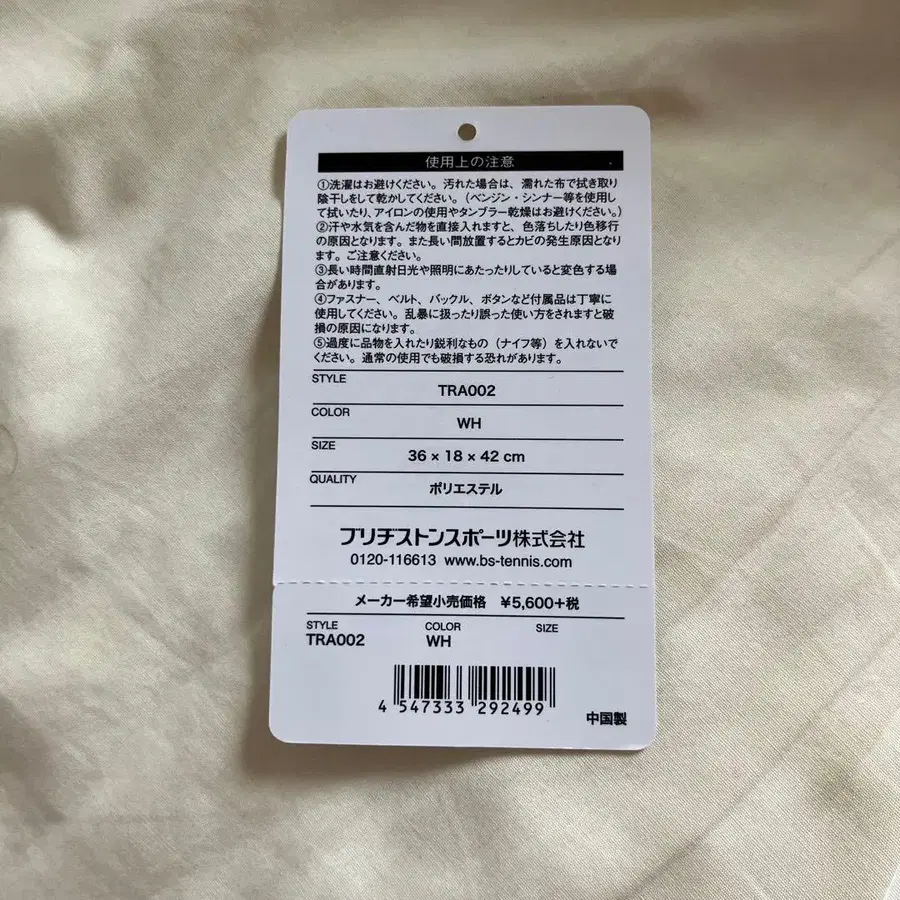 使用上の注意
①洗濯はお避けください。汚れた場合は、濡れた布で拭き取り
陰干しをして乾かしてください。（ベンジン・シンナー等を使用し
て拭いたり、アイロンの使用やタンブラー乾燥はお避けください。）
②汗や水気を含んだ物を直接入れますと、色落ちしたり色移行
の原因となります。また長い間放置するとカビの発生原因となり
ます。ご注意ください。
③長い時間直射日光や照明にあたったりしていると変色する場
合があります。
④ファスナー、ベルト、バックル、ボタンなど付属品は丁寧に
使用してください。乱暴に扱ったり誤った使い方をされますと破
損の原因になります。
⑤過度に品物を入れたり鋭利なもの（ナイフ等）を入れないで
ください。通常の使用でも破損する恐れがあります。
STYLE TRA002
COLOR WH
SIZE 36 × 18 × 42 cm
QUALITY ポリエステル
ブリヂストンスポーツ株式会社
0120-116613 www.bs-tennis.com
メーカー希望小売価格 ¥5,600+税
STYLE COLOR SIZE
TRA002 WH
4 547333 292499
中国製